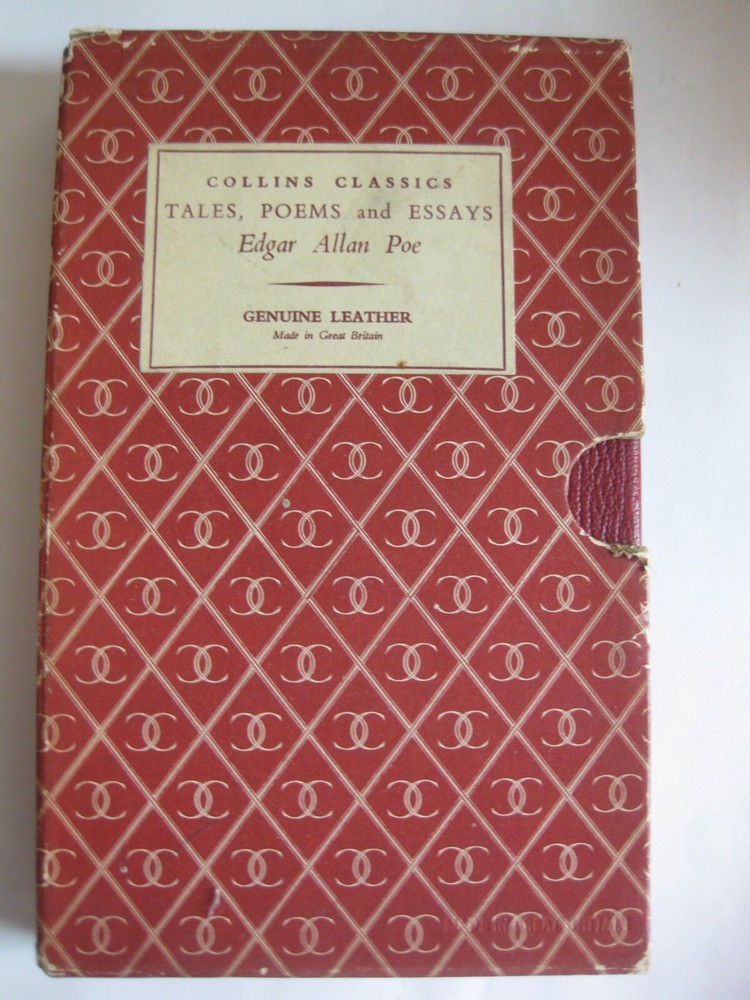 COLLINS CLASSICS
TALES, POEMS and ESSAYS
Edgar Allan Poe
GENUINE LEATHER
Made in Great Britain